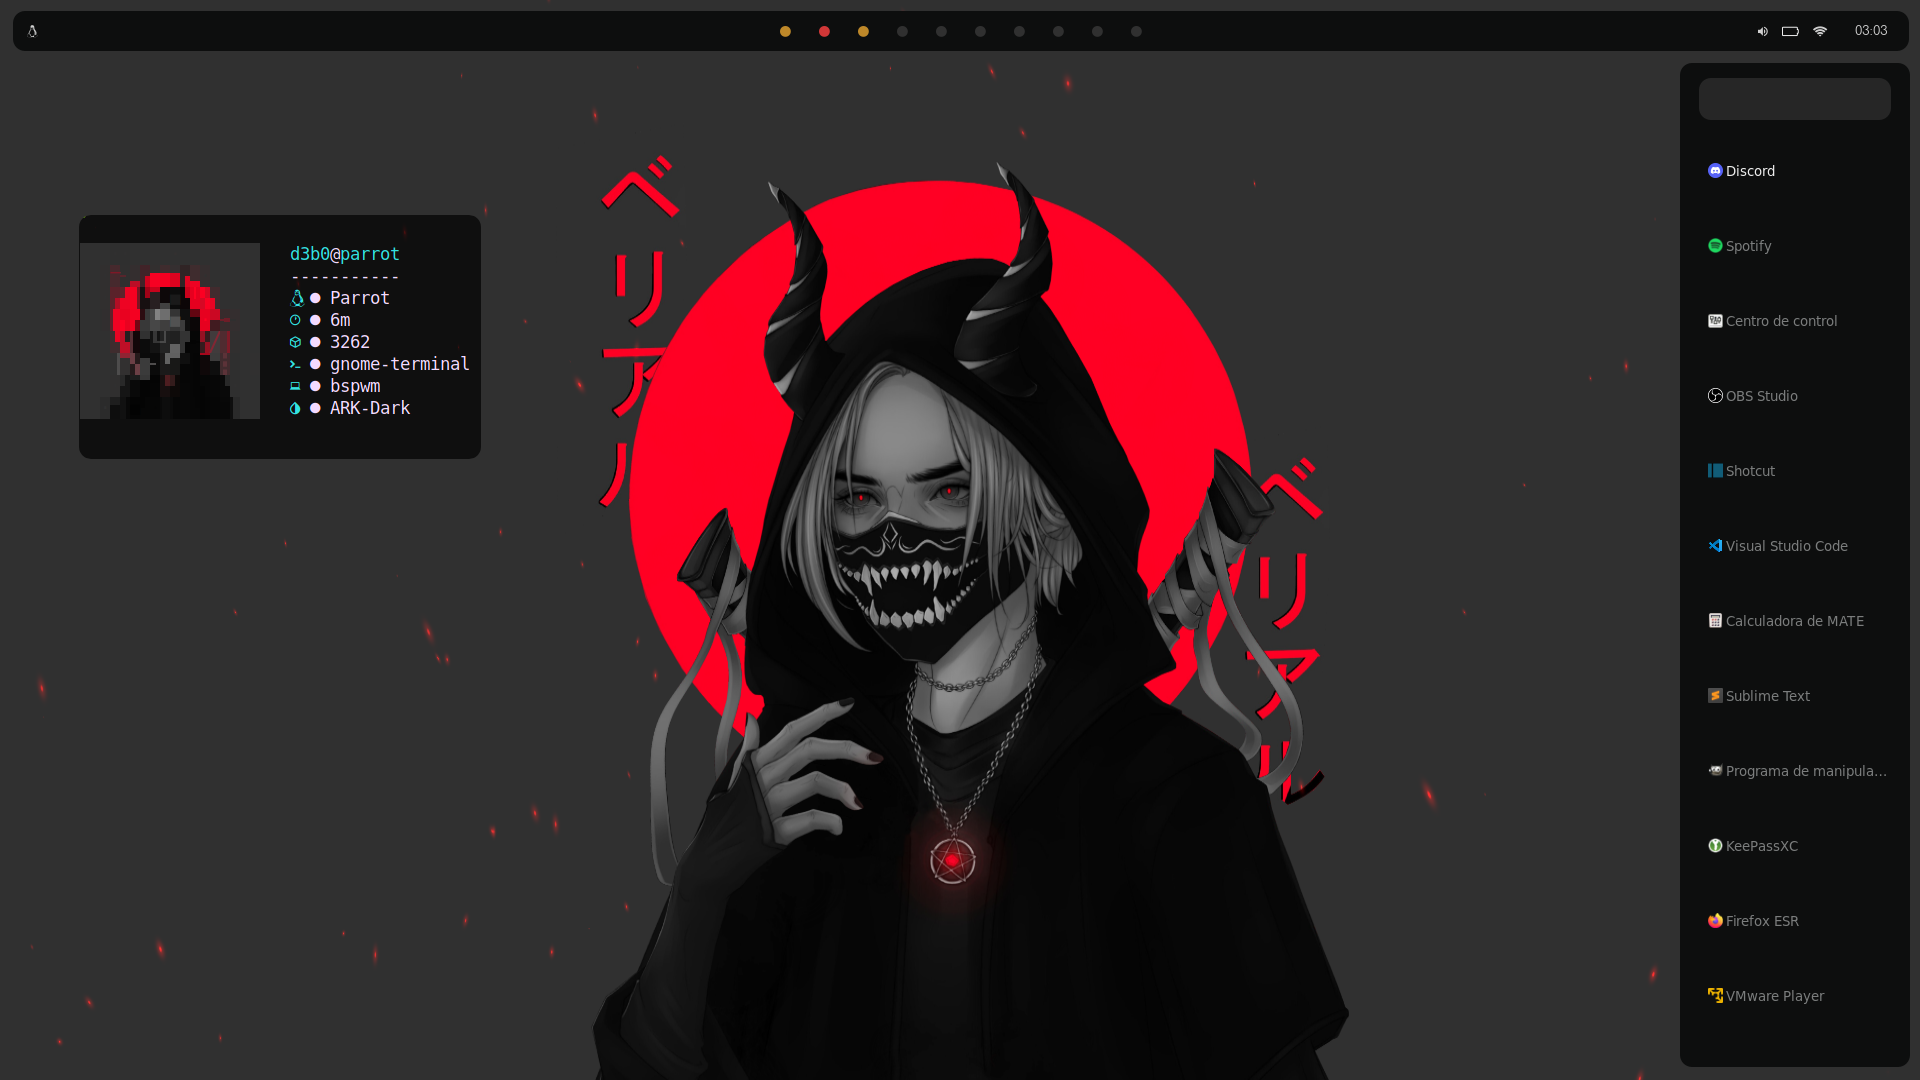 03:03
d3b0@parrot
-----------
Parrot
6m
3262
gnome-terminal
bspwm
ARK-Dark
ベリアル
ベリアル
Discord
Spotify
Centro de control
OBS Studio
Shotcut
Visual Studio Code
Calculadora de MATE
Sublime Text
Programa de manipula...
KeePassXC
Firefox ESR
VMware Player